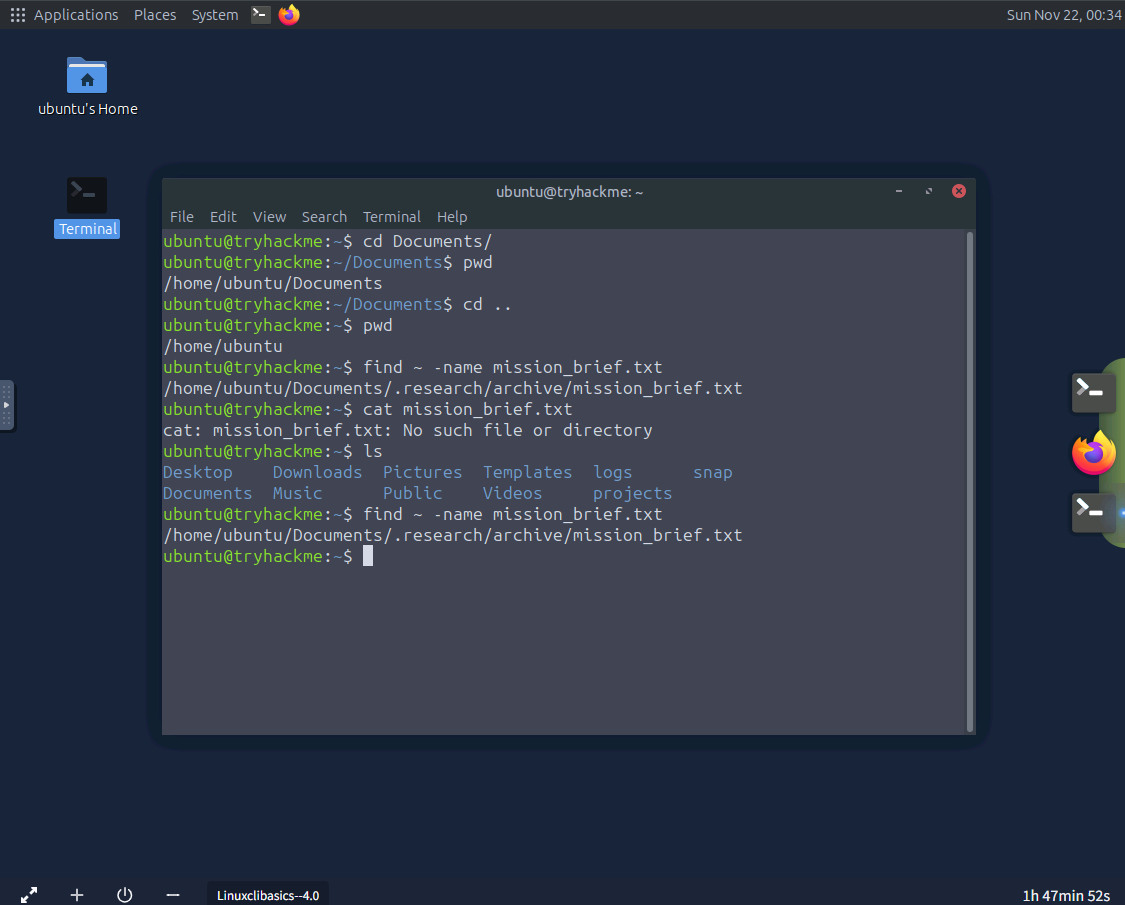 Applications Places System Sun Nov 22, 00:34
ubuntu's Home
Terminal
ubuntu@tryhackme: ~
File Edit View Search Terminal Help
ubuntu@tryhackme:~$ cd Documents/
ubuntu@tryhackme:~/Documents$ pwd
/home/ubuntu/Documents
ubuntu@tryhackme:~/Documents$ cd ..
ubuntu@tryhackme:~$ pwd
/home/ubuntu
ubuntu@tryhackme:~$ find ~ -name mission_brief.txt
/home/ubuntu/Documents/.research/archive/mission_brief.txt
ubuntu@tryhackme:~$ cat mission_brief.txt
cat: mission_brief.txt: No such file or directory
ubuntu@tryhackme:~$ ls
Desktop Downloads Pictures Templates logs snap
Documents Music Public Videos projects
ubuntu@tryhackme:~$ find ~ -name mission_brief.txt
/home/ubuntu/Documents/.research/archive/mission_brief.txt
ubuntu@tryhackme:~$
Linuxclibasics--4.0 1h 47min 52s